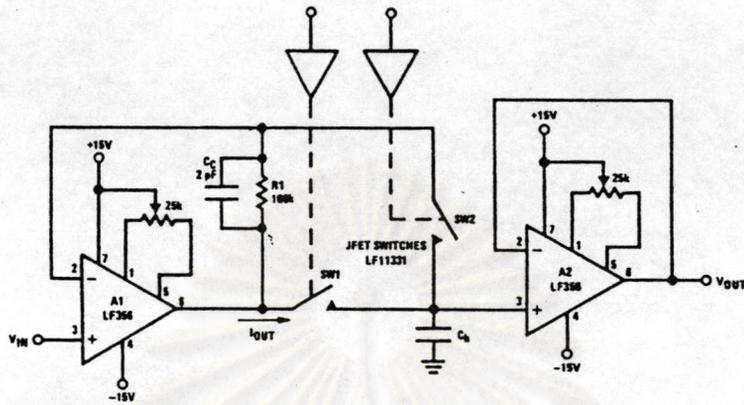 +15V
25k
7
2
−
1
5
A1
LF356
6
3
+
4
VIN
−15V
CC
2 pF
R1
100k
IOUT
SW1
SW2
JFET SWITCHES
LF11331
Ch
+15V
25k
7
2
−
1
5
A2
LF356
6
3
+
4
−15V
VOUT